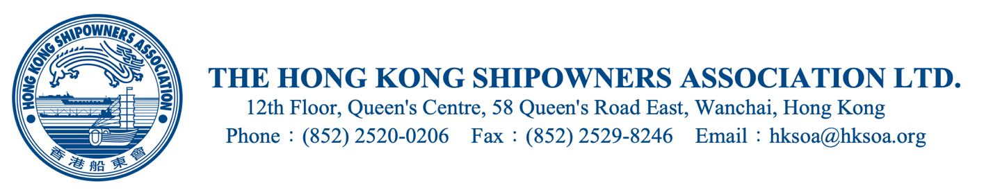 HONG KONG SHIPOWNERS ASSOCIATION
香港船東會
THE HONG KONG SHIPOWNERS ASSOCIATION LTD.
12th Floor, Queen's Centre, 58 Queen's Road East, Wanchai, Hong Kong
Phone：(852) 2520-0206 Fax：(852) 2529-8246 Email：hksoa@hksoa.org